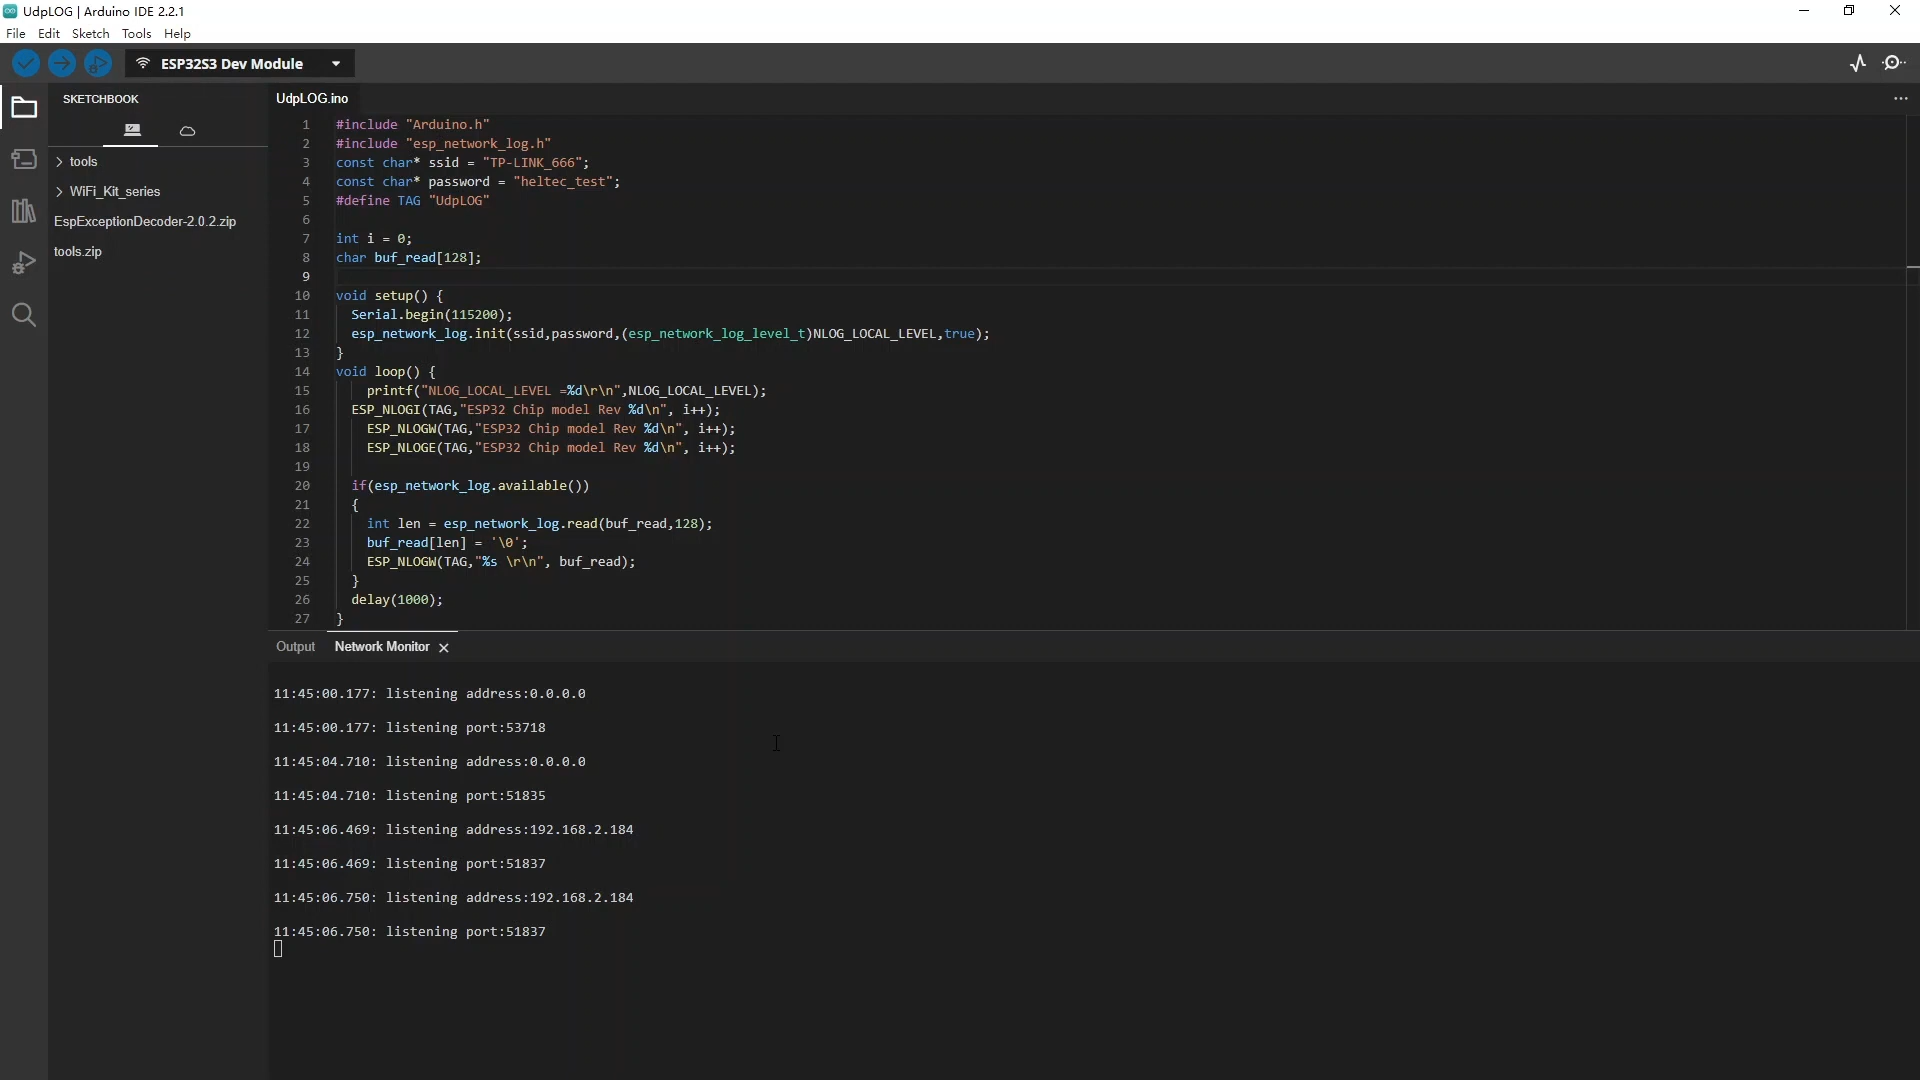 UdpLOG | Arduino IDE 2.2.1
File Edit Sketch Tools Help
ESP32S3 Dev Module
SKETCHBOOK
tools
WiFi_Kit_series
EspExceptionDecoder-2.0.2.zip
tools.zip
UdpLOG.ino
1 #include "Arduino.h"
2 #include "esp_network_log.h"
3 const char* ssid = "TP-LINK_666";
4 const char* password = "heltec_test";
5 #define TAG "UdpLOG"
6
7 int i = 0;
8 char buf_read[128];
9
10 void setup() {
11 Serial.begin(115200);
12 esp_network_log.init(ssid,password,(esp_network_log_level_t)NLOG_LOCAL_LEVEL,true);
13 }
14 void loop() {
15 printf("NLOG_LOCAL_LEVEL =%d\r\n",NLOG_LOCAL_LEVEL);
16 ESP_NLOGI(TAG,"ESP32 Chip model Rev %d\n", i++);
17 ESP_NLOGW(TAG,"ESP32 Chip model Rev %d\n", i++);
18 ESP_NLOGE(TAG,"ESP32 Chip model Rev %d\n", i++);
19
20 if(esp_network_log.available())
21 {
22 int len = esp_network_log.read(buf_read,128);
23 buf_read[len] = '\0';
24 ESP_NLOGW(TAG,"%s \r\n", buf_read);
25 }
26 delay(1000);
27 }
Output Network Monitor
11:45:00.177: listening address:0.0.0.0
11:45:00.177: listening port:53718
11:45:04.710: listening address:0.0.0.0
11:45:04.710: listening port:51835
11:45:06.469: listening address:192.168.2.184
11:45:06.469: listening port:51837
11:45:06.750: listening address:192.168.2.184
11:45:06.750: listening port:51837